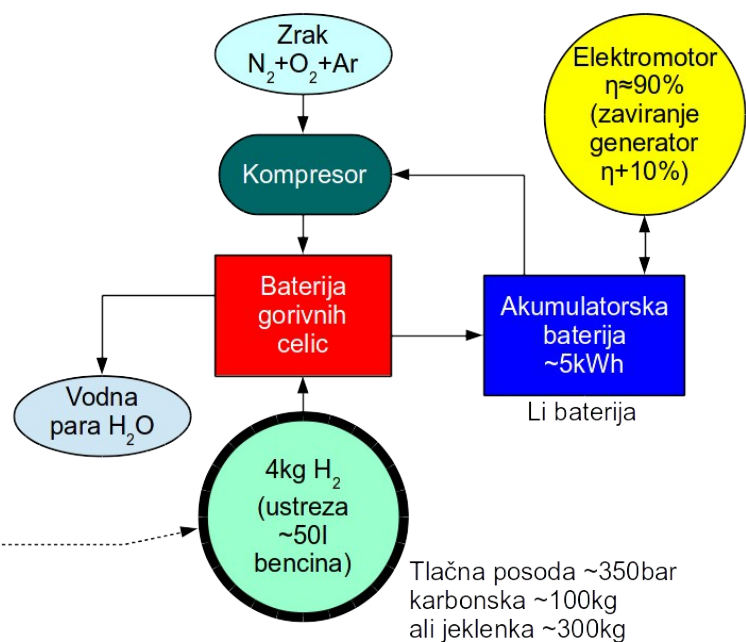 Zrak
N₂+O₂+Ar
Elektromotor
η≈90%
(zaviranje
generator
η+10%)
Kompresor
Baterija
gorivnih
celic
Akumulatorska
baterija
~5kWh
Li baterija
Vodna
para H₂O
4kg H₂
(ustreza
~50l
bencina)
Tlačna posoda ~350bar
karbonska ~100kg
ali jeklenka ~300kg